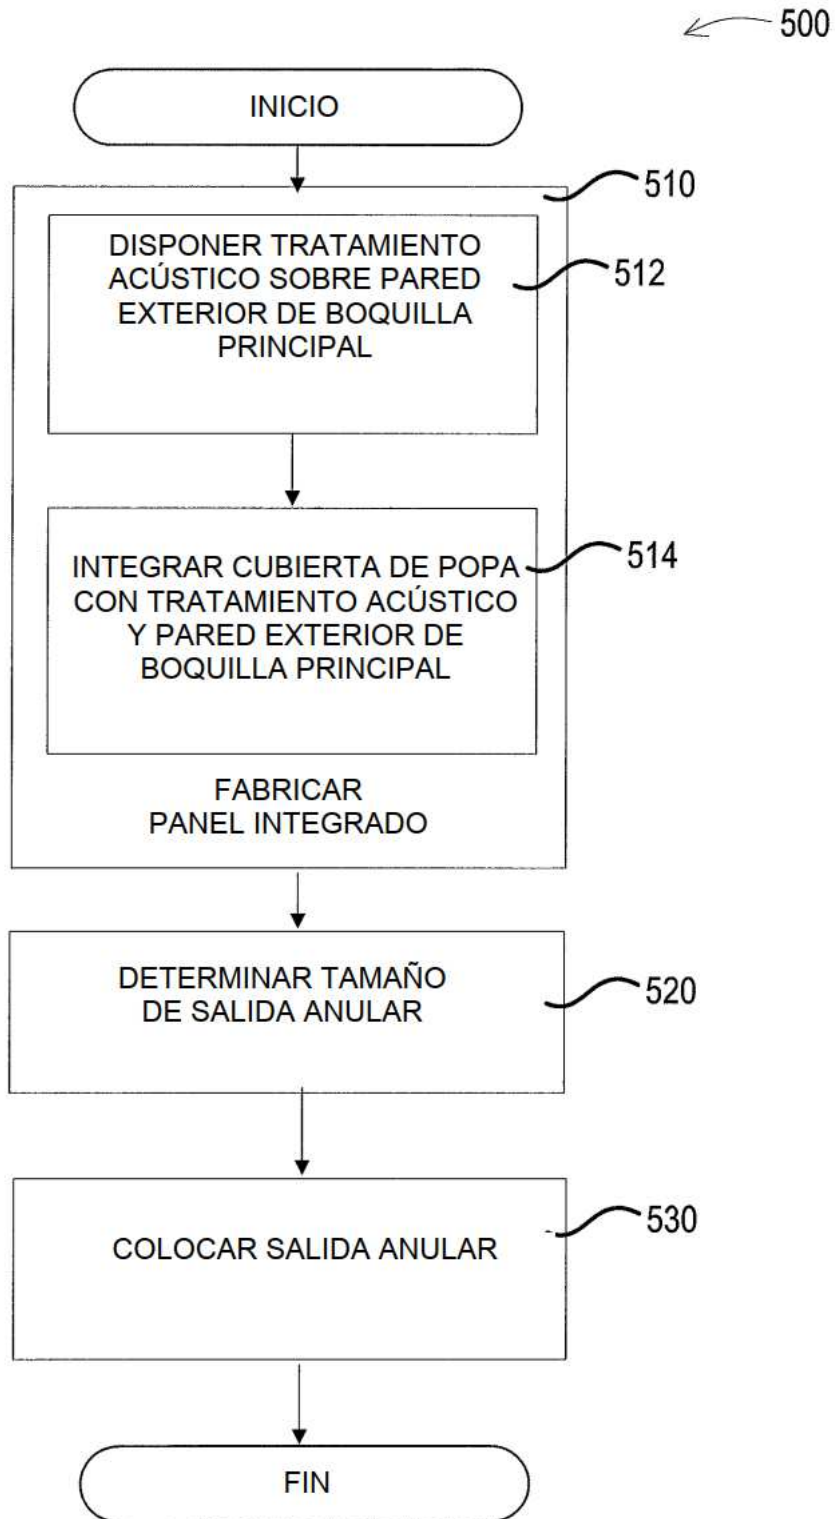 500
INICIO
510
DISPONER TRATAMIENTO
ACÚSTICO SOBRE PARED
EXTERIOR DE BOQUILLA
PRINCIPAL
512
INTEGRAR CUBIERTA DE POPA
CON TRATAMIENTO ACÚSTICO
Y PARED EXTERIOR DE
BOQUILLA PRINCIPAL
514
FABRICAR
PANEL INTEGRADO
DETERMINAR TAMAÑO
DE SALIDA ANULAR
520
COLOCAR SALIDA ANULAR
530
FIN